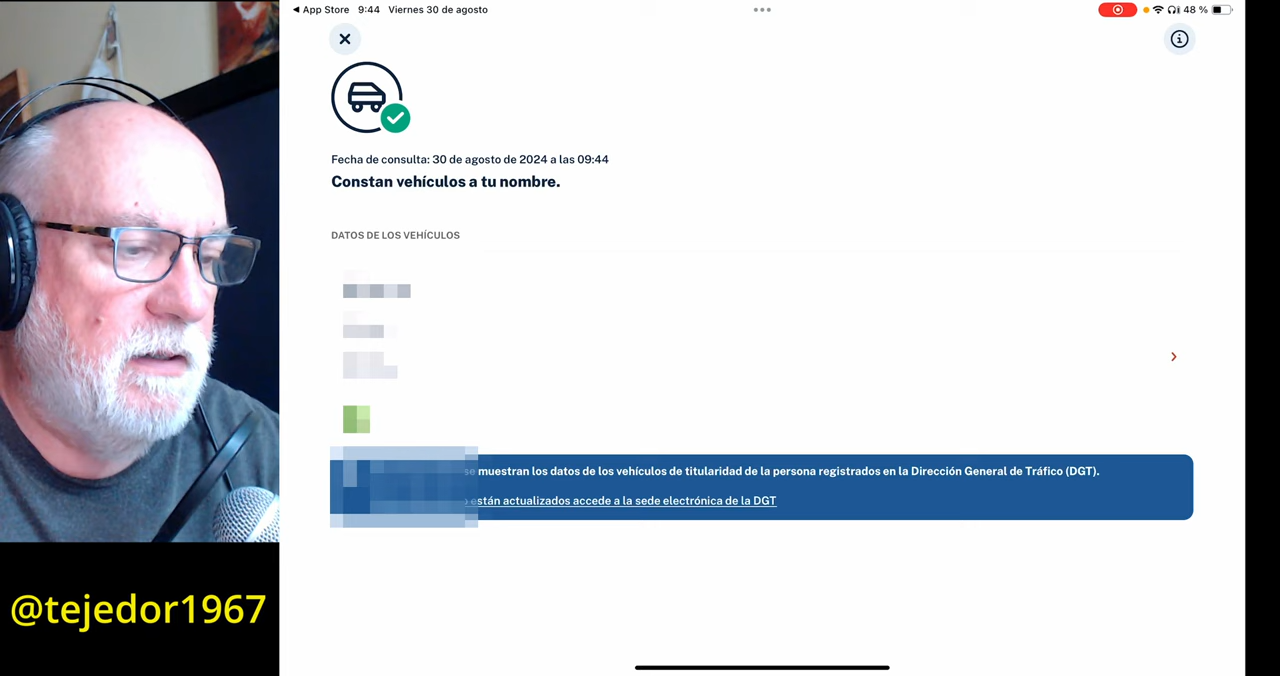 App Store 9:44 Viernes 30 de agosto
48 %
Fecha de consulta: 30 de agosto de 2024 a las 09:44
Constan vehículos a tu nombre.
DATOS DE LOS VEHÍCULOS
se muestran los datos de los vehículos de titularidad de la persona registrados en la Dirección General de Tráfico (DGT).
están actualizados accede a la sede electrónica de la DGT
@tejedor1967